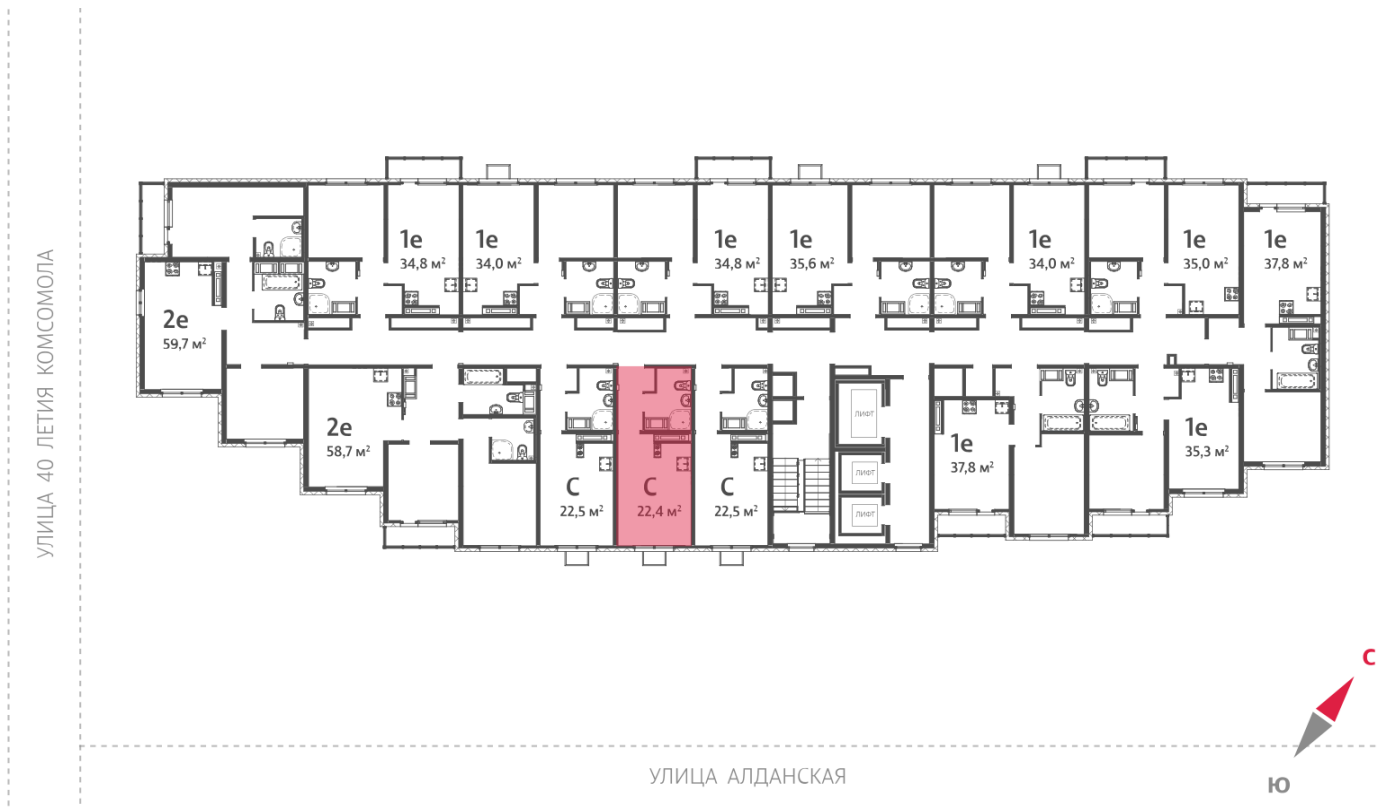 УЛИЦА 40 ЛЕТИЯ КОМСОМОЛА
1е
34,8 м²
1е
34,0 м²
1е
34,8 м²
1е
35,6 м²
1е
34,0 м²
1е
35,0 м²
1е
37,8 м²
2е
59,7 м²
2е
58,7 м²
С
22,5 м²
С
22,4 м²
С
22,5 м²
ЛИФТ
ЛИФТ
ЛИФТ
1е
37,8 м²
1е
35,3 м²
С
Ю
УЛИЦА АЛДАНСКАЯ